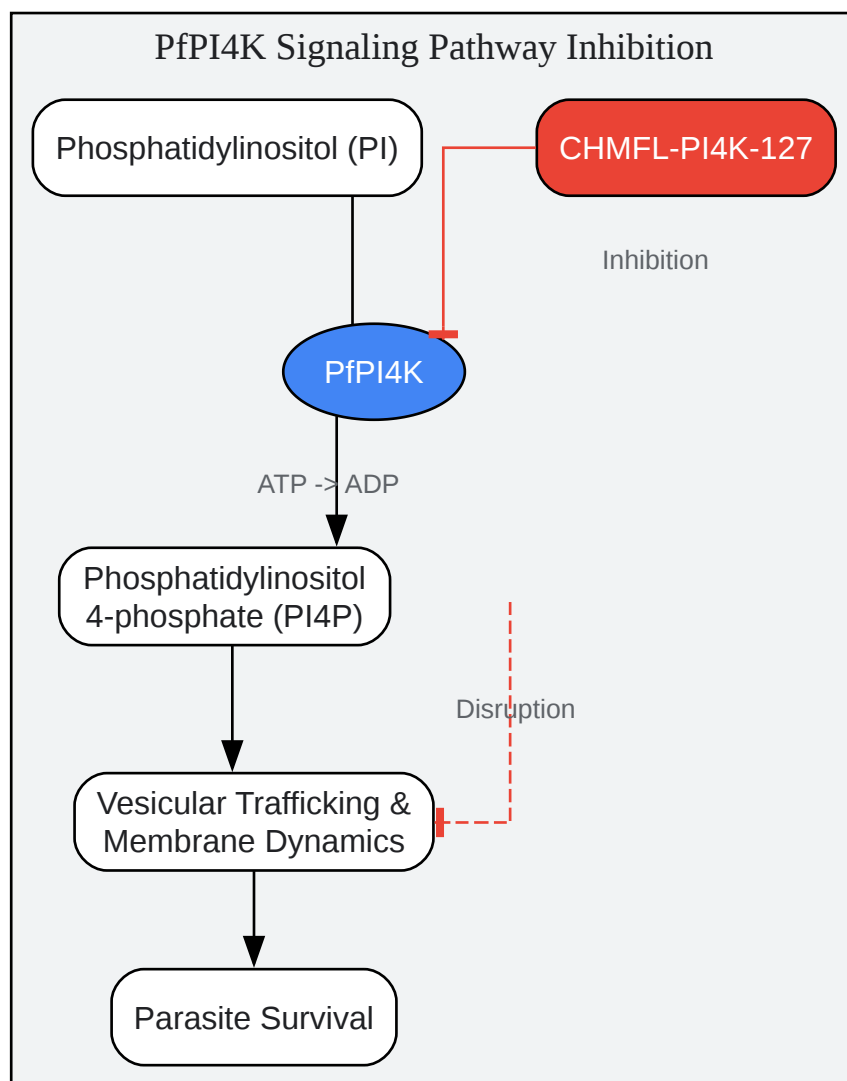 PfPI4K Signaling Pathway Inhibition
Phosphatidylinositol (PI)
CHMFL-PI4K-127
Inhibition
PfPI4K
ATP -> ADP
Phosphatidylinositol
4-phosphate (PI4P)
Disruption
Vesicular Trafficking &
Membrane Dynamics
Parasite Survival